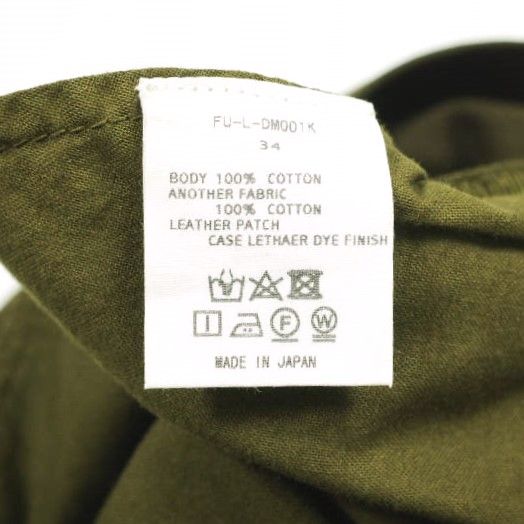 FU-L-DM001K
34
BODY 100% COTTON
ANOTHER FABRIC
100% COTTON
LEATHER PATCH
CASE LETHAER DYE FINISH
F W
MADE IN JAPAN